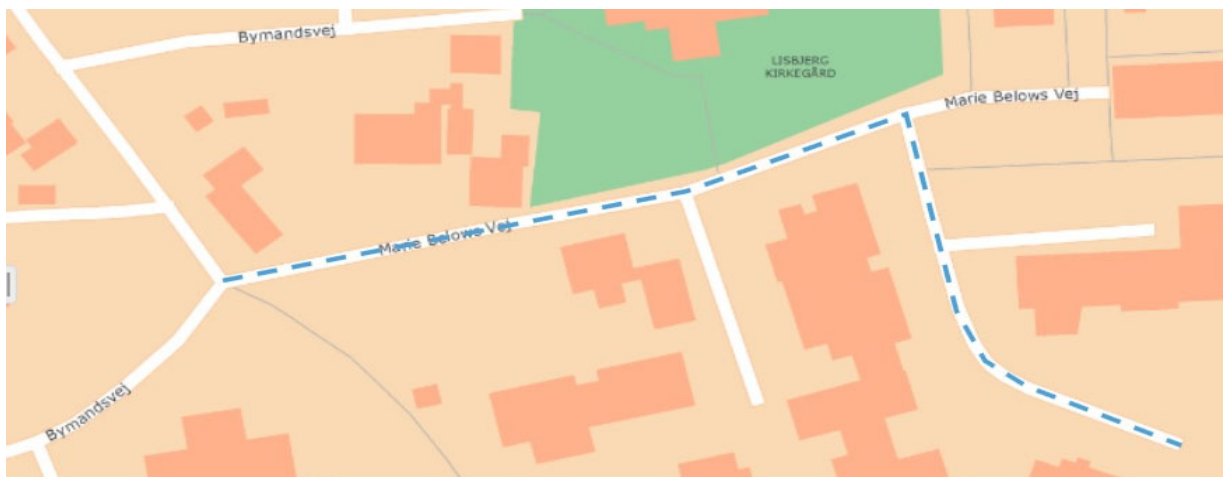 Bymandsvej
LISBJERG
KIRKEGÅRD
Marie Belows Vej
Marie Belows Vej
Bymandsvej